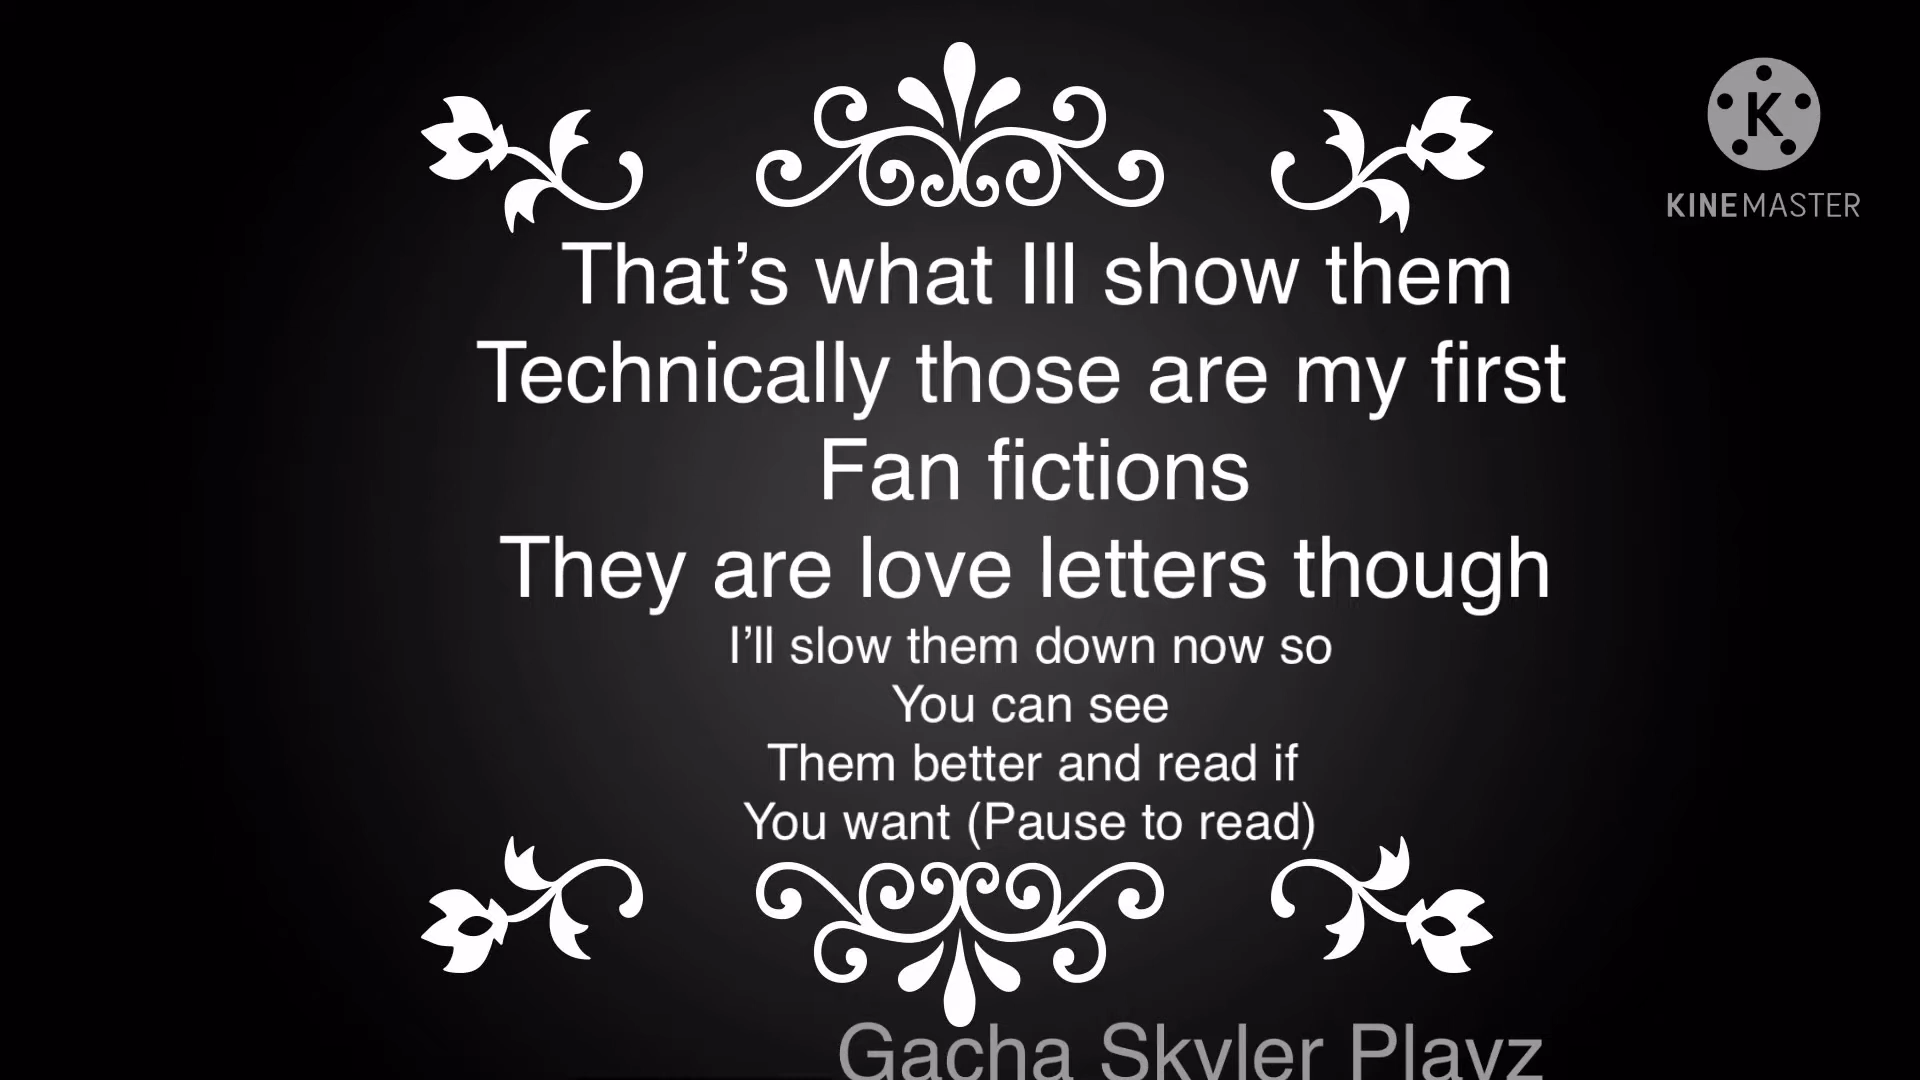 K
KINEMASTER
That’s what Ill show them
Technically those are my first
Fan fictions
They are love letters though
I’ll slow them down now so
You can see
Them better and read if
You want (Pause to read)
Gacha Skyler Playz